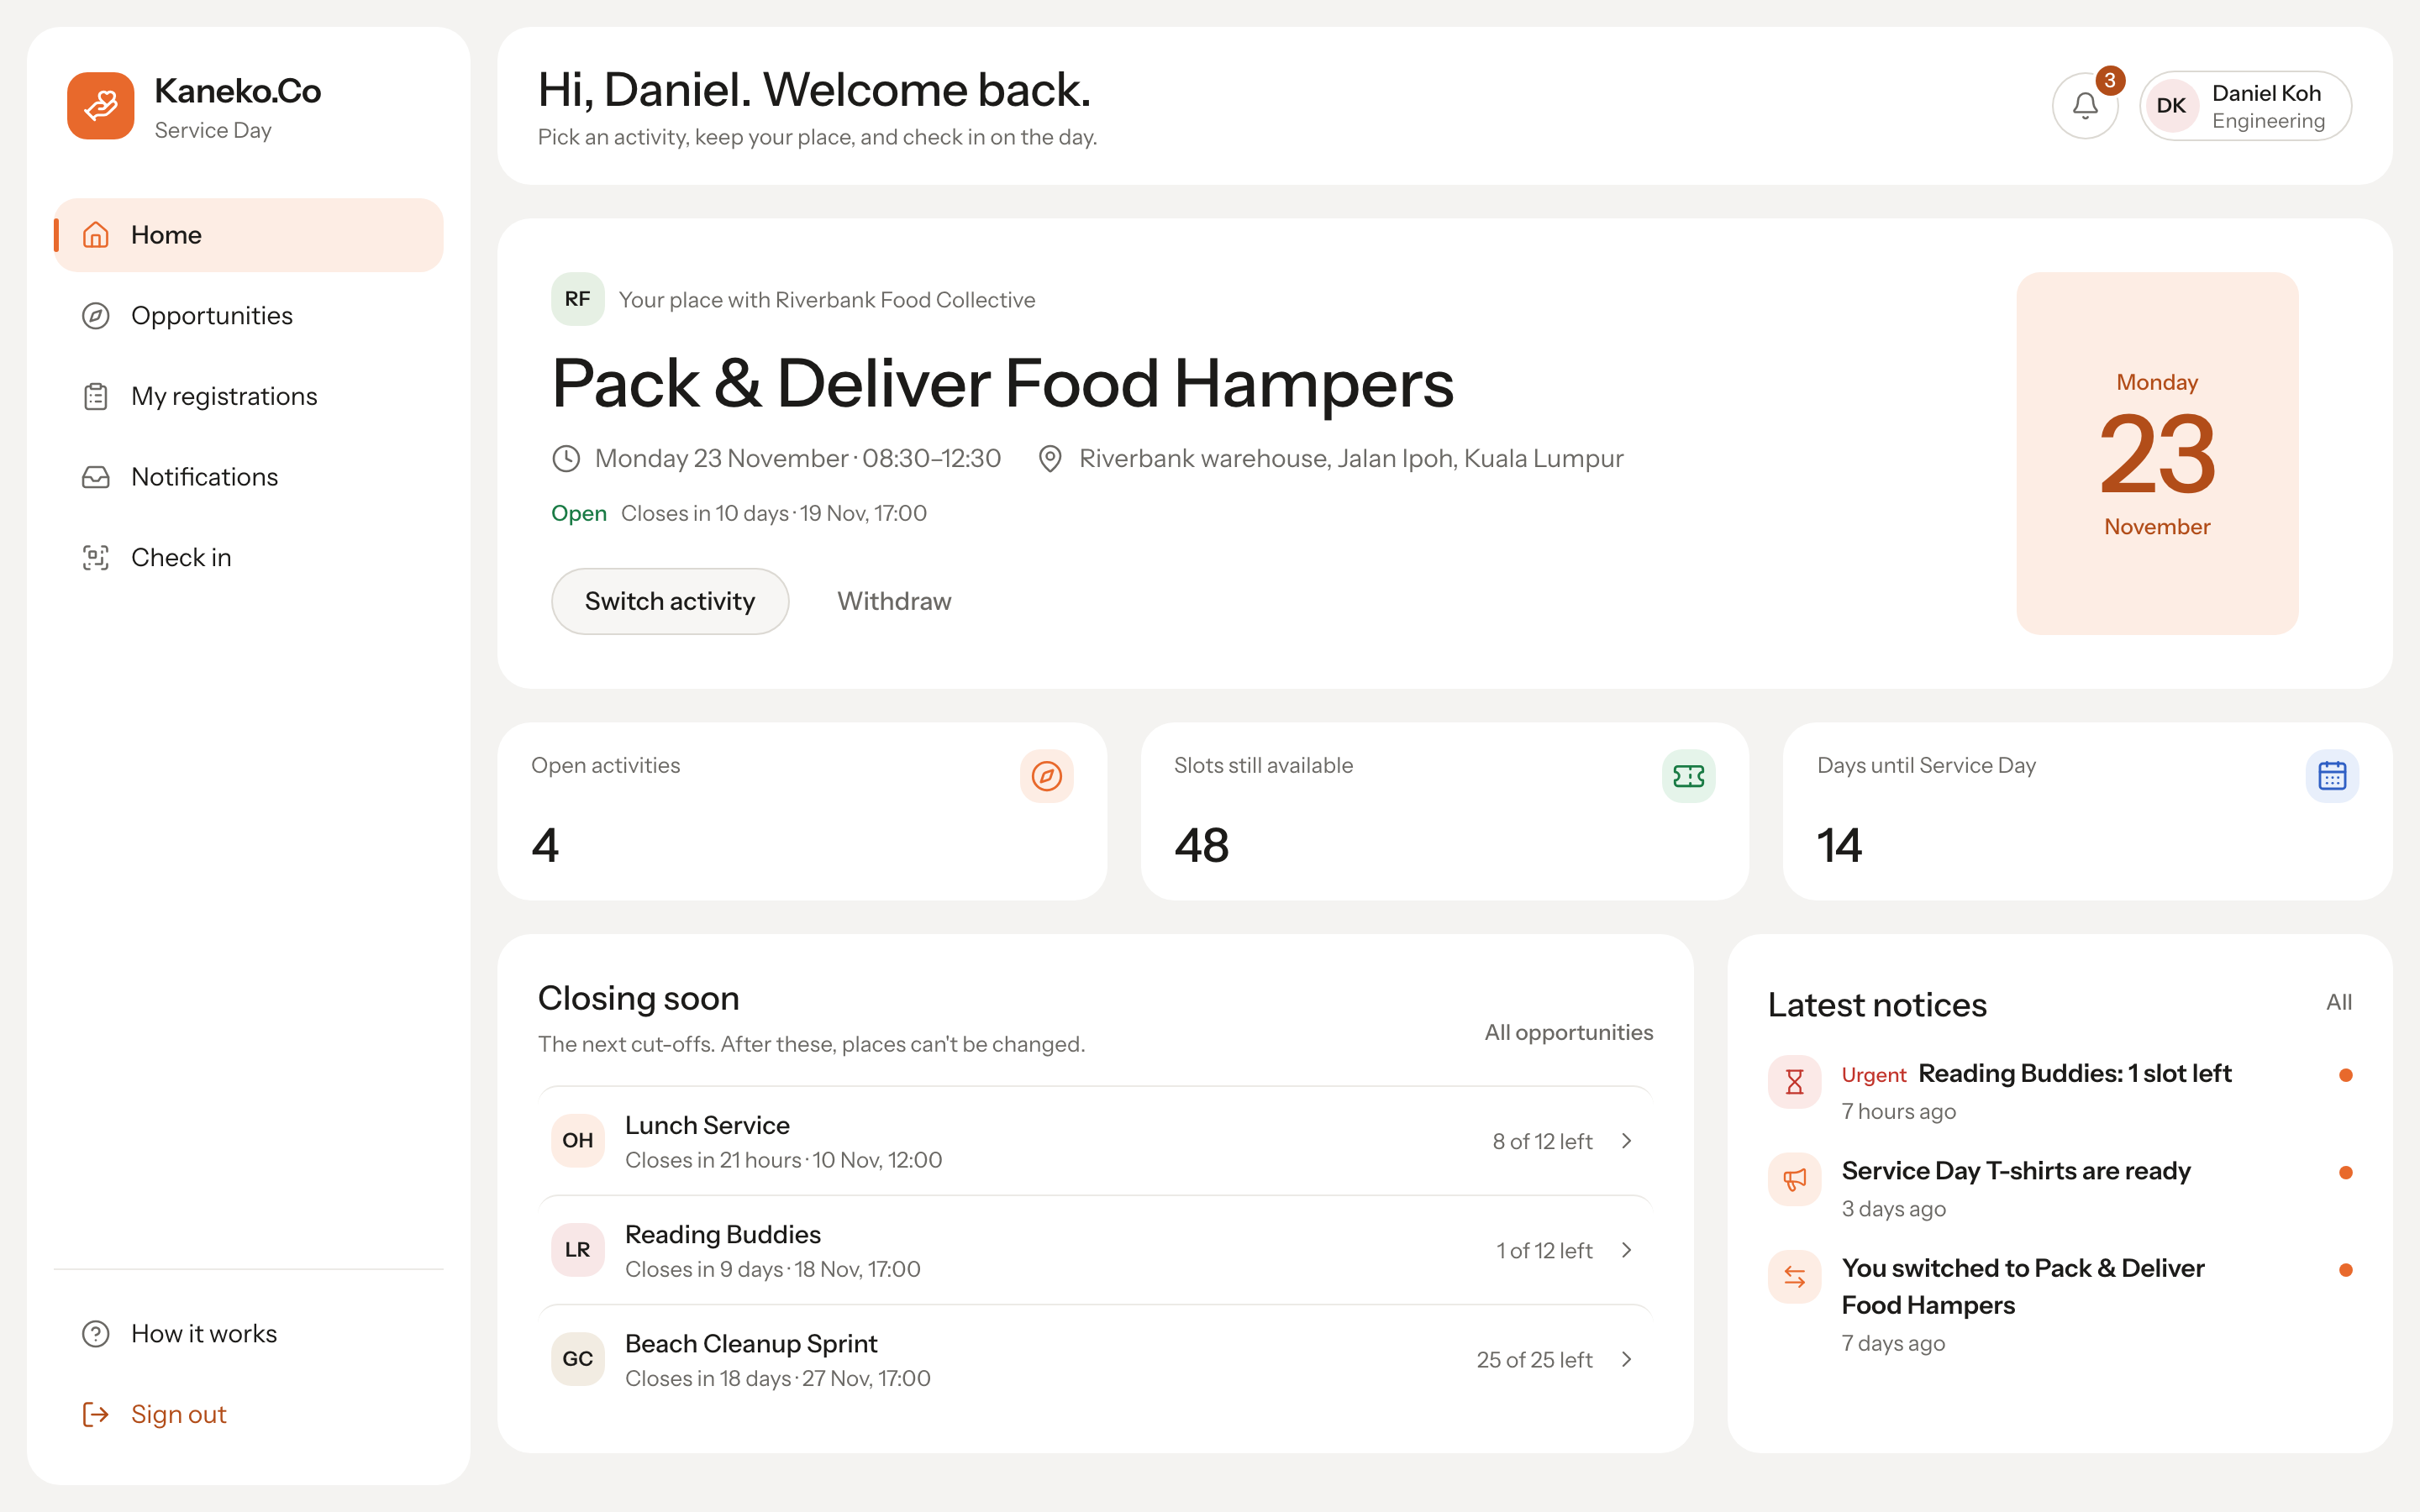 Kaneko.Co
Service Day
Home
Opportunities
My registrations
Notifications
Check in
How it works
Sign out
Hi, Daniel. Welcome back.
Pick an activity, keep your place, and check in on the day.
3
DK
Daniel Koh
Engineering
RF
Your place with Riverbank Food Collective
Pack & Deliver Food Hampers
Monday 23 November · 08:30–12:30
Riverbank warehouse, Jalan Ipoh, Kuala Lumpur
Open Closes in 10 days · 19 Nov, 17:00
Switch activity
Withdraw
Monday
23
November
Open activities
4
Slots still available
48
Days until Service Day
14
Closing soon
The next cut-offs. After these, places can't be changed.
All opportunities
OH
Lunch Service
Closes in 21 hours · 10 Nov, 12:00
8 of 12 left
LR
Reading Buddies
Closes in 9 days · 18 Nov, 17:00
1 of 12 left
GC
Beach Cleanup Sprint
Closes in 18 days · 27 Nov, 17:00
25 of 25 left
Latest notices
All
Urgent Reading Buddies: 1 slot left
7 hours ago
Service Day T-shirts are ready
3 days ago
You switched to Pack & Deliver
Food Hampers
7 days ago